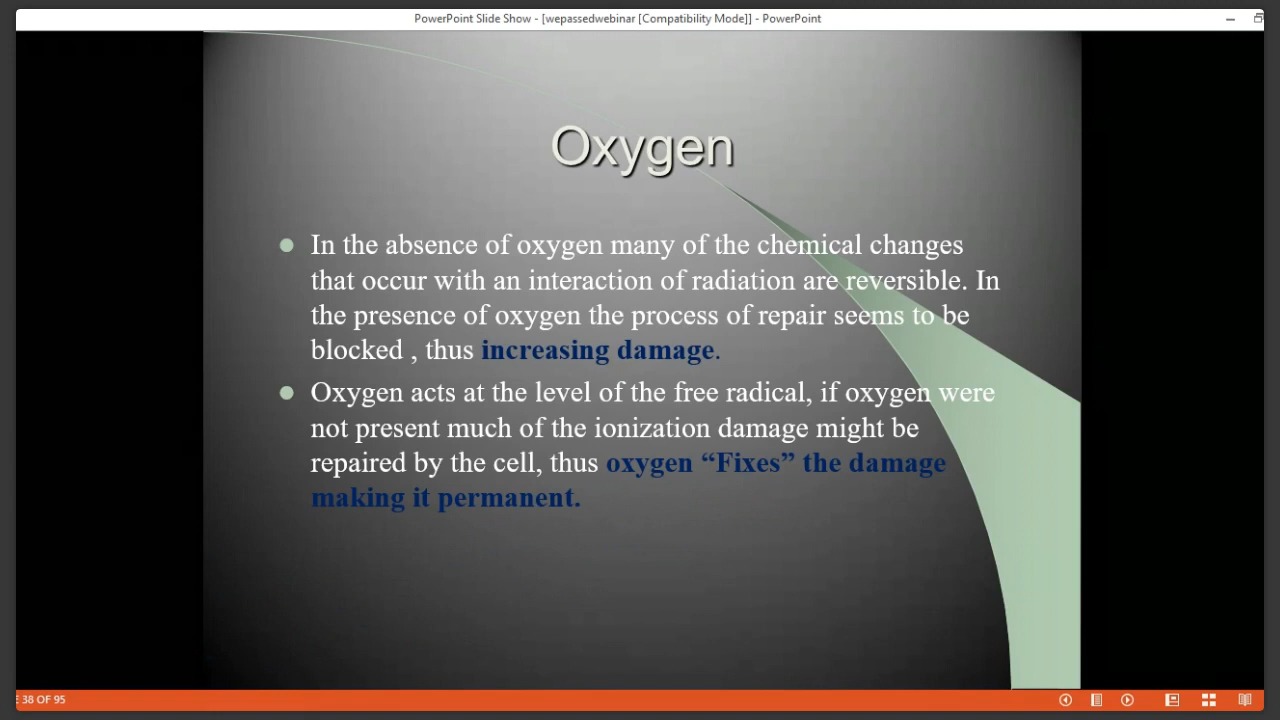 PowerPoint Slide Show - [wepassedwebinar [Compatibility Mode]] - PowerPoint
Oxygen
In the absence of oxygen many of the chemical changes
that occur with an interaction of radiation are reversible. In
the presence of oxygen the process of repair seems to be
blocked , thus increasing damage.
Oxygen acts at the level of the free radical, if oxygen were
not present much of the ionization damage might be
repaired by the cell, thus oxygen “Fixes” the damage
making it permanent.
E 38 OF 95